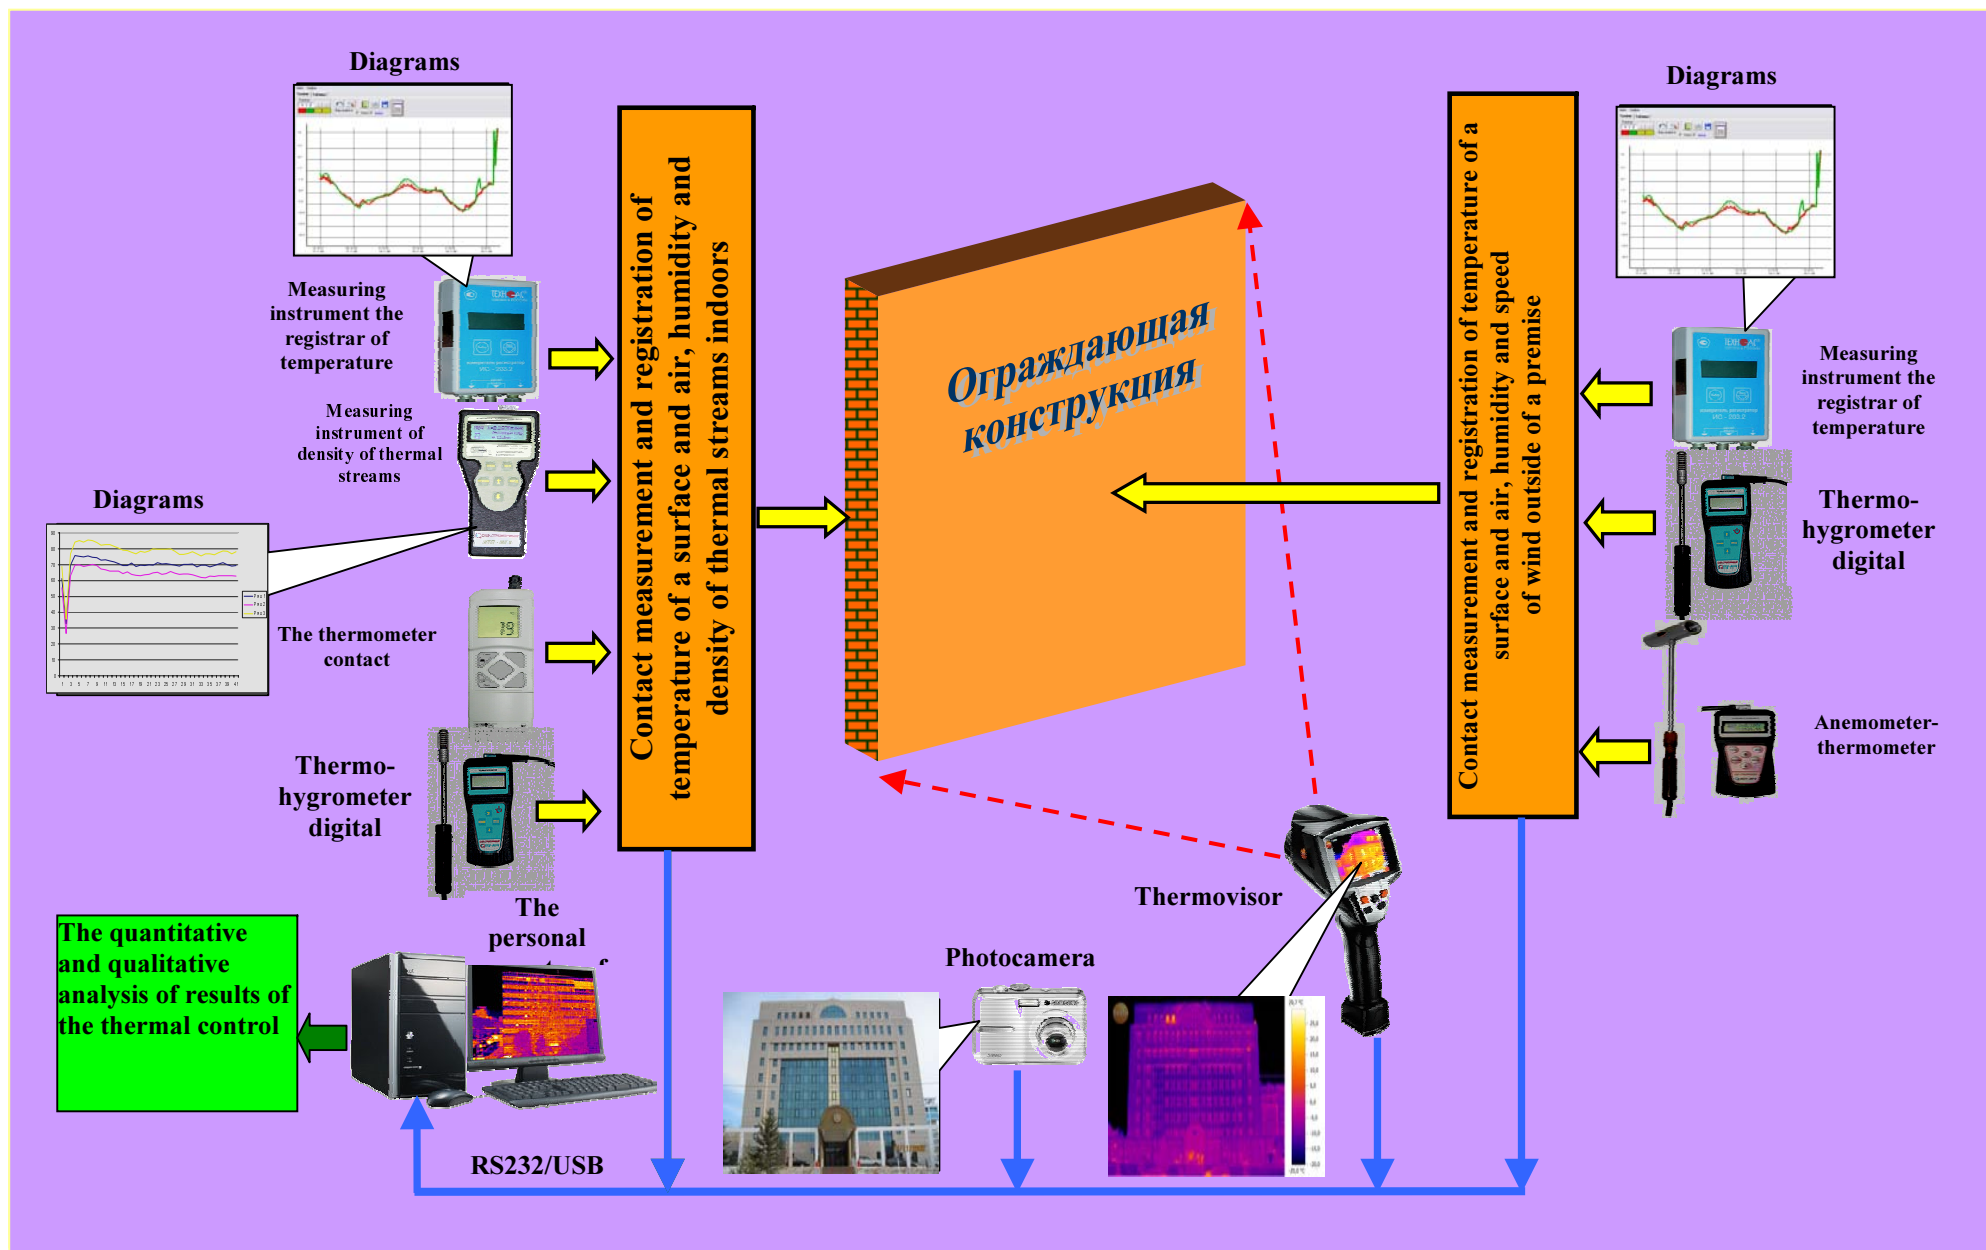 Diagrams
Measuring
instrument the
registrar of
temperature
Measuring
instrument of
density of thermal
streams
Diagrams
The thermometer
contact
Thermo-
hygrometer
digital
Contact measurement and registration of
temperature of a surface and air, humidity and
density of thermal streams indoors
Ограждающая
конструкция
Contact measurement and registration of temperature of a
surface and air, humidity and speed
of wind outside of a premise
Diagrams
Measuring
instrument the
registrar of
temperature
Thermo-
hygrometer
digital
Anemometer-
thermometer
Thermovisor
Photocamera
The
personal
The quantitative
and qualitative
analysis of results of
the thermal control
RS232/USB